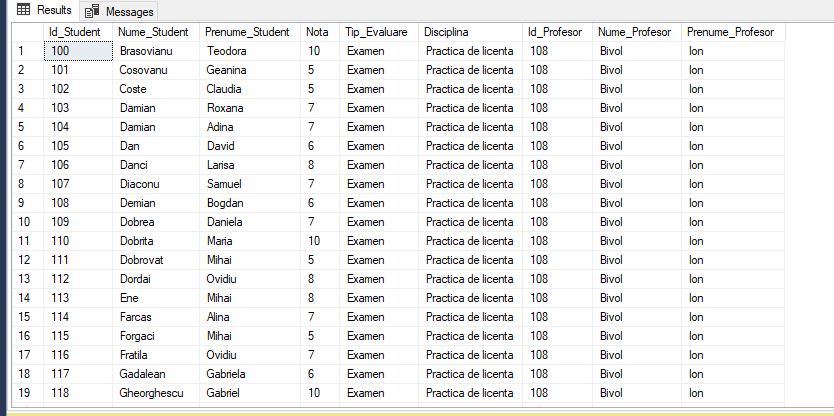 Results Messages
Id_Student Nume_Student Prenume_Student Nota Tip_Evaluare Disciplina Id_Profesor Nume_Profesor Prenume_Profesor
1 100 Brasovianu Teodora 10 Examen Practica de licenta 108 Bivol Ion
2 101 Cosovanu Geanina 5 Examen Practica de licenta 108 Bivol Ion
3 102 Coste Claudia 5 Examen Practica de licenta 108 Bivol Ion
4 103 Damian Roxana 7 Examen Practica de licenta 108 Bivol Ion
5 104 Damian Adina 7 Examen Practica de licenta 108 Bivol Ion
6 105 Dan David 6 Examen Practica de licenta 108 Bivol Ion
7 106 Danci Larisa 8 Examen Practica de licenta 108 Bivol Ion
8 107 Diaconu Samuel 7 Examen Practica de licenta 108 Bivol Ion
9 108 Demian Bogdan 6 Examen Practica de licenta 108 Bivol Ion
10 109 Dobrea Daniela 7 Examen Practica de licenta 108 Bivol Ion
11 110 Dobrita Maria 10 Examen Practica de licenta 108 Bivol Ion
12 111 Dobrovat Mihai 5 Examen Practica de licenta 108 Bivol Ion
13 112 Dordai Ovidiu 8 Examen Practica de licenta 108 Bivol Ion
14 113 Ene Mihai 8 Examen Practica de licenta 108 Bivol Ion
15 114 Farcas Alina 7 Examen Practica de licenta 108 Bivol Ion
16 115 Forgaci Mihai 5 Examen Practica de licenta 108 Bivol Ion
17 116 Fratila Ovidiu 7 Examen Practica de licenta 108 Bivol Ion
18 117 Gadalean Gabriela 6 Examen Practica de licenta 108 Bivol Ion
19 118 Gheorghescu Gabriel 10 Examen Practica de licenta 108 Bivol Ion